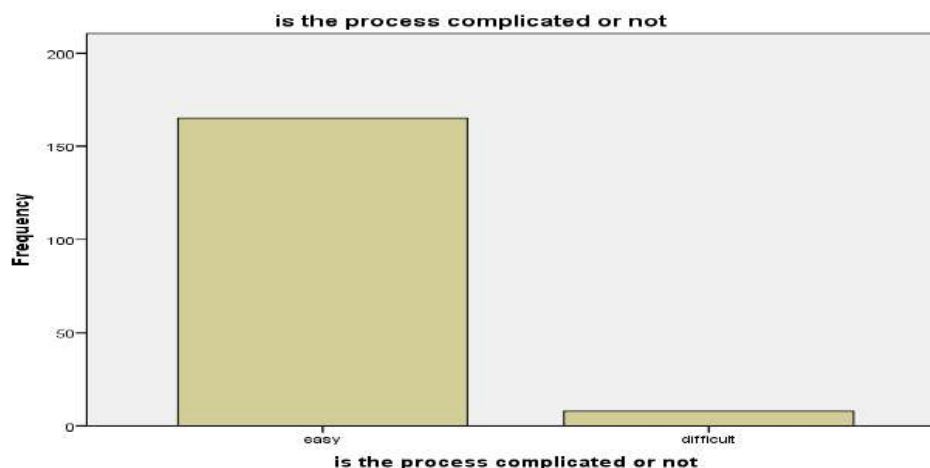 is the process complicated or not
200
150
100
50
0
Frequency
easy difficult
is the process complicated or not